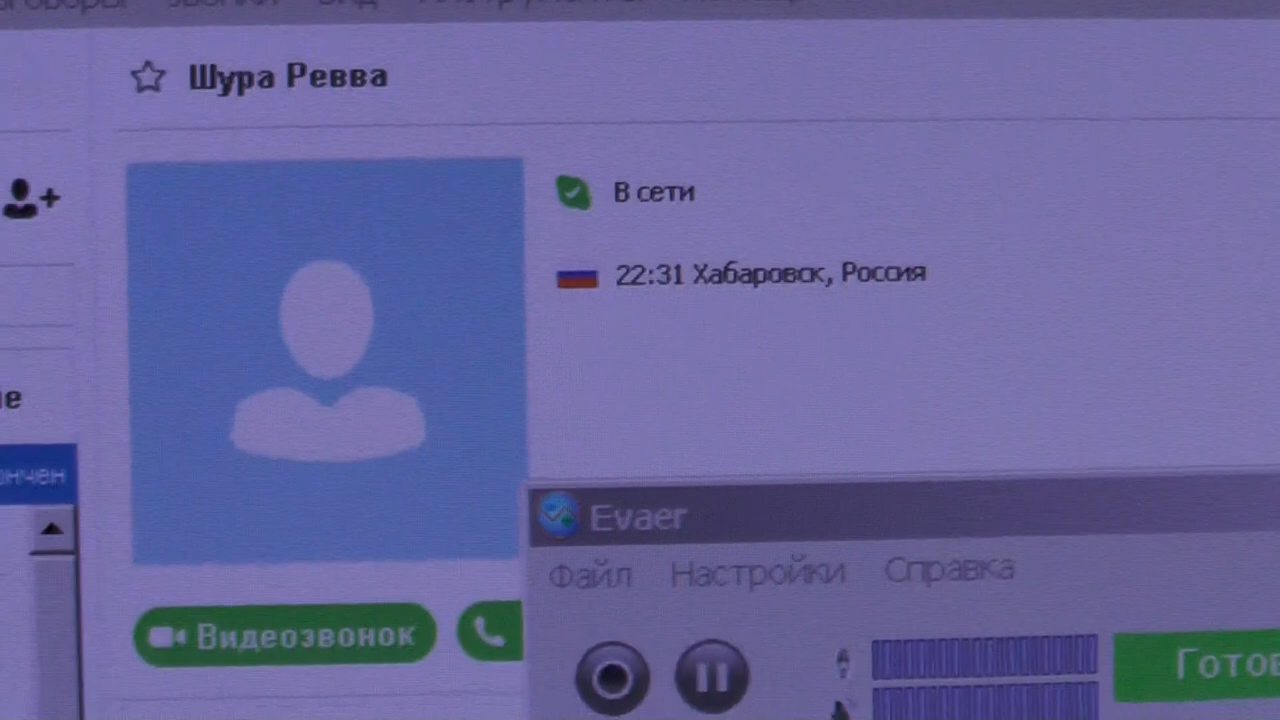 Шура Ревва
В сети
22:31 Хабаровск, Россия
Evaer
Файл Настройки Справка
Видеозвонок